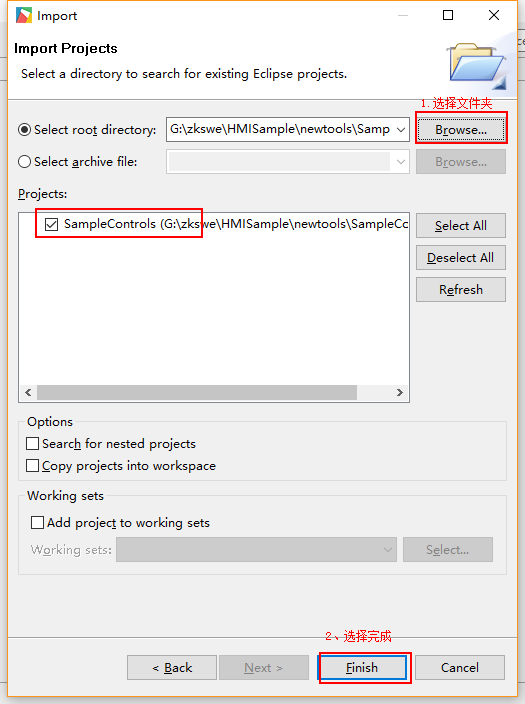 Import
Import Projects
Select a directory to search for existing Eclipse projects.
1. 选择文件夹
Select root directory:
G:\zkswe\HMISample\newtools\Samp
Browse...
Select archive file:
Browse...
Projects:
SampleControls (G:\zkswe\HMISample\newtools\SampleCc
Select All
Deselect All
Refresh
Options
Search for nested projects
Copy projects into workspace
Working sets
Add project to working sets
Working sets:
Select...
2、选择完成
< Back
Next >
Finish
Cancel